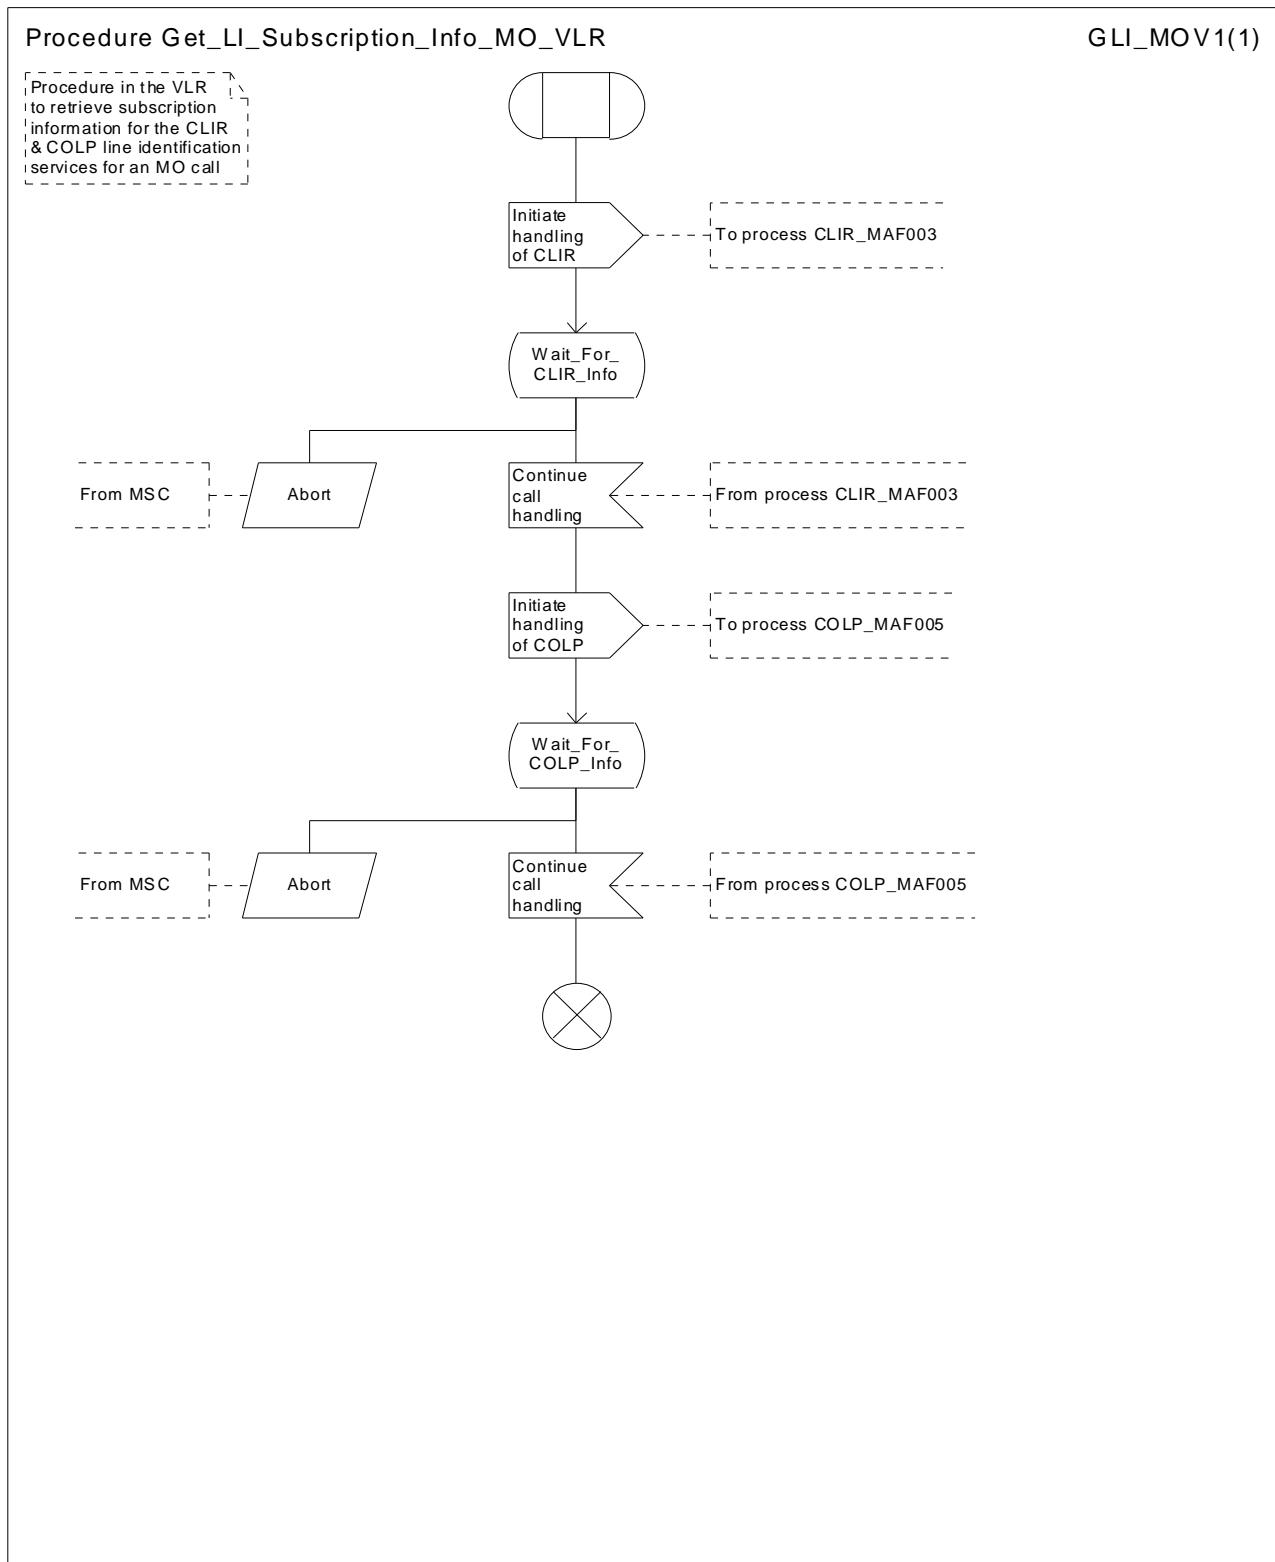 Procedure Get_LI_Subscription_Info_MO_VLR
GLI_MOV1(1)
Procedure in the VLR
to retrieve subscription
information for the CLIR
& COLP line identification
services for an MO call
Initiate
handling
of CLIR
To process CLIR_MAF003
Wait_For_
CLIR_Info
From MSC
Abort
Continue
call
handling
From process CLIR_MAF003
Initiate
handling
of COLP
To process COLP_MAF005
Wait_For_
COLP_Info
From MSC
Abort
Continue
call
handling
From process COLP_MAF005